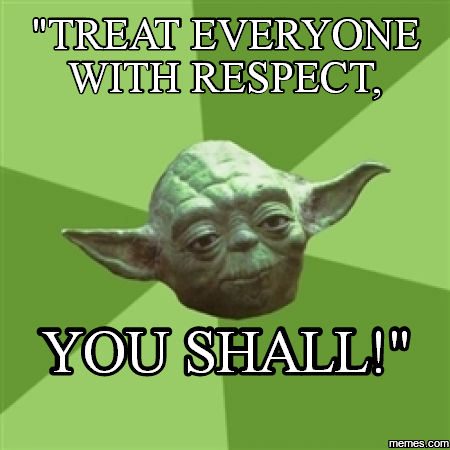 "TREAT EVERYONE
WITH RESPECT,
YOU SHALL!"
memes.com